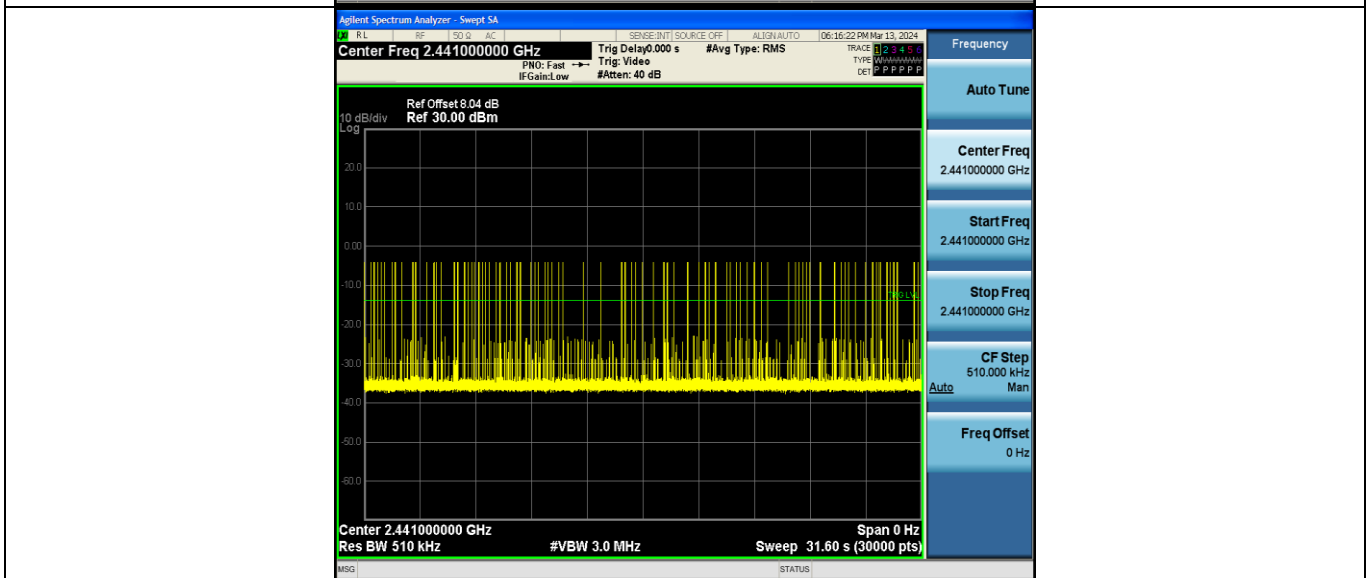 Agilent Spectrum Analyzer - Swept SA
RL RF 50 Ω AC SENSE:INT SOURCE OFF ALIGN AUTO 06:16:22 PM Mar 13, 2024
Center Freq 2.441000000 GHz
PNO: Fast
IFGain:Low
Trig Delay0.000 s #Avg Type: RMS
Trig: Video
#Atten: 40 dB
TRACE 1 2 3 4 5 6
TYPE
DET P P P P P P
Ref Offset 8.04 dB
10 dB/div Ref 30.00 dBm
Log
20.0
10.0
0.00
-10.0
TRG LVL
-20.0
-30.0
-40.0
-50.0
-60.0
Center 2.441000000 GHz Span 0 Hz
Res BW 510 kHz #VBW 3.0 MHz Sweep 31.60 s (30000 pts)
MSG STATUS
Frequency
Auto Tune
Center Freq
2.441000000 GHz
Start Freq
2.441000000 GHz
Stop Freq
2.441000000 GHz
CF Step
510.000 kHz
Auto Man
Freq Offset
0 Hz